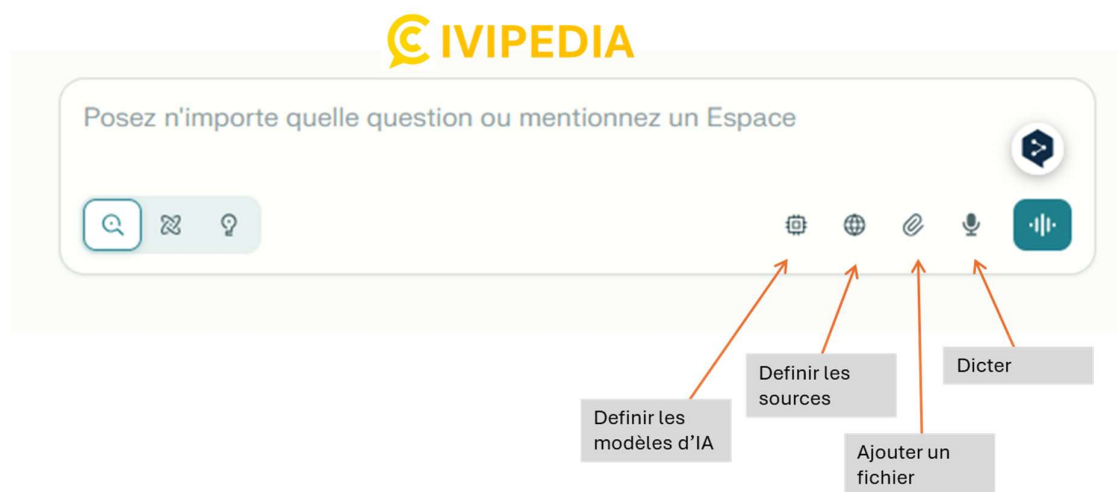 CIVIPEDIA
Posez n'importe quelle question ou mentionnez un Espace
Definir les
modèles d'IA
Definir les
sources
Ajouter un
fichier
Dicter